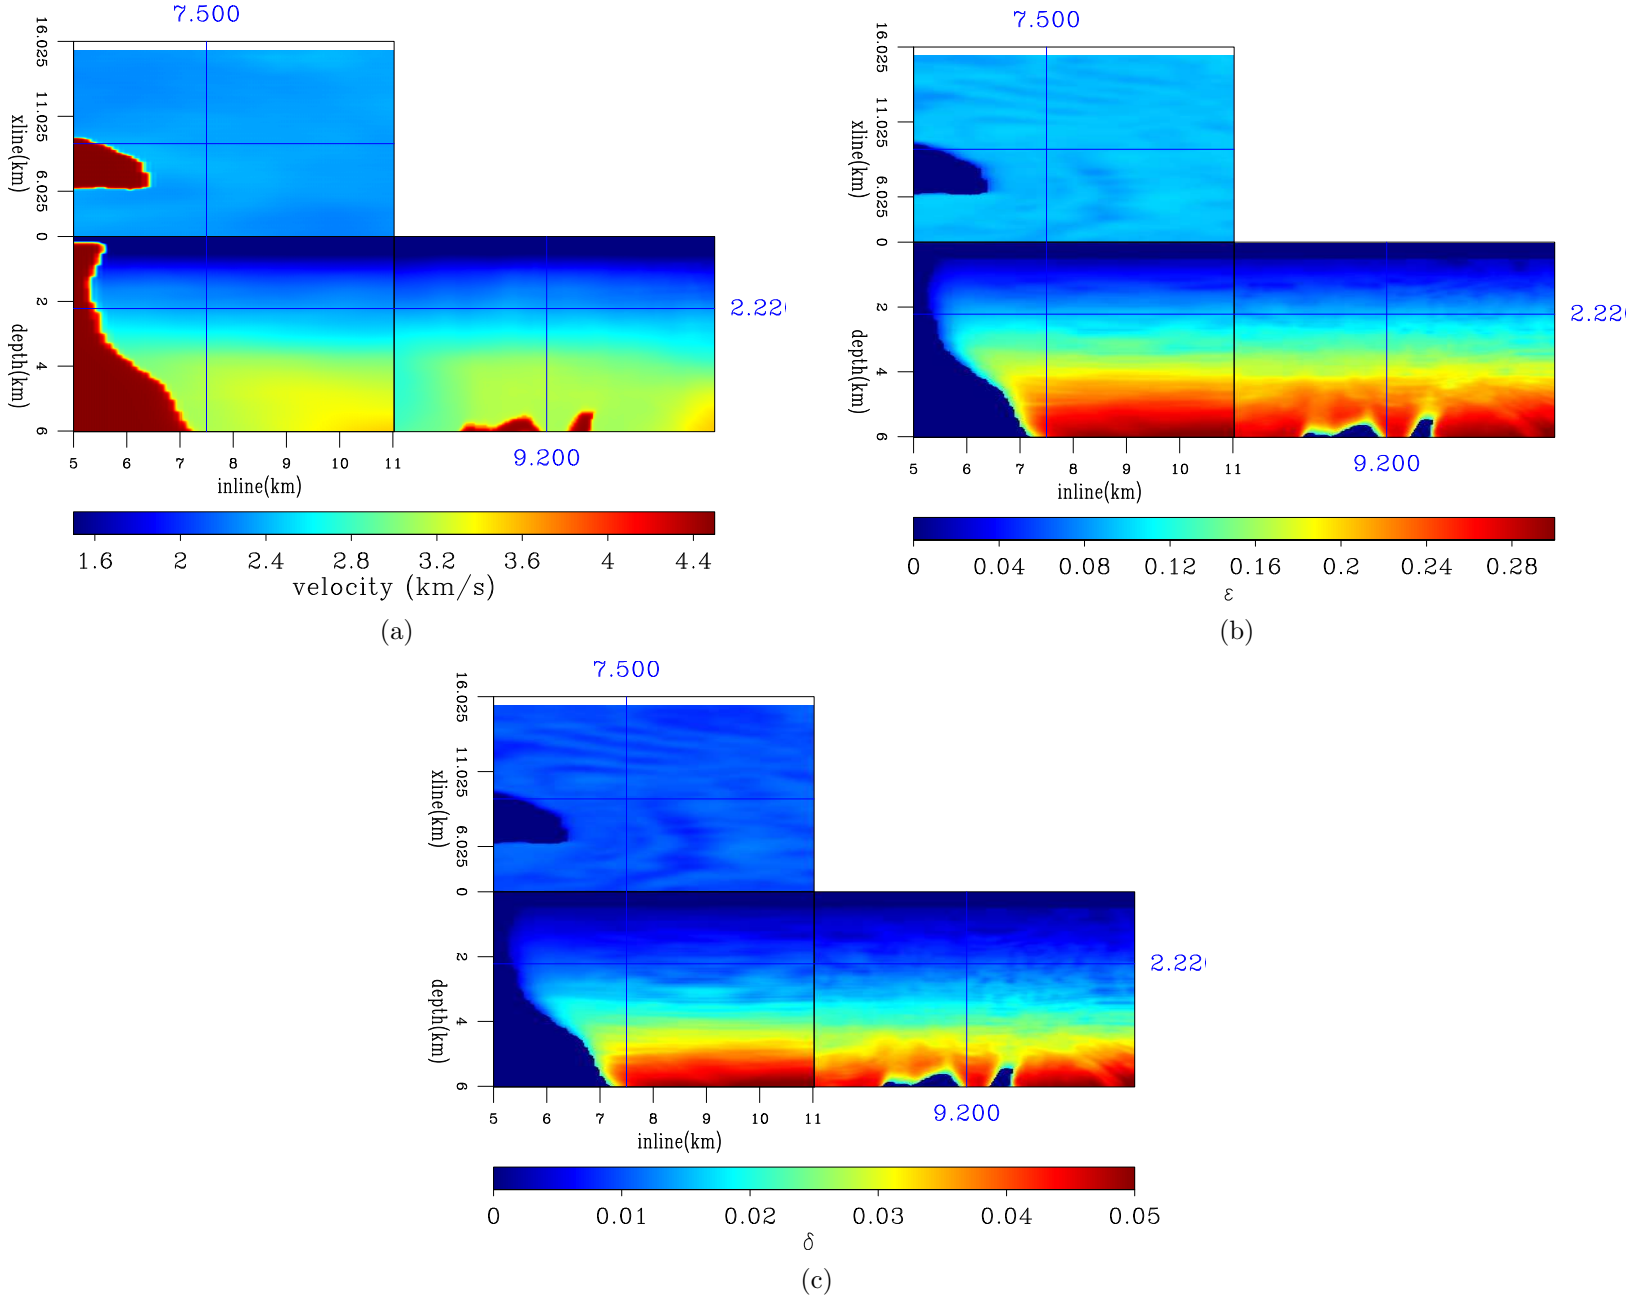 7.500
16.025
11.025
6.025
xline(km)
0
2
4
6
depth(km)
2.22
5 6 7 8 9 10 11
9.200
inline(km)
1.6 2 2.4 2.8 3.2 3.6 4 4.4
velocity (km/s)
(a)
7.500
16.025
11.025
6.025
xline(km)
0
2
4
6
depth(km)
2.22
5 6 7 8 9 10 11
9.200
inline(km)
0 0.04 0.08 0.12 0.16 0.2 0.24 0.28
ε
(b)
7.500
16.025
11.025
6.025
xline(km)
0
2
4
6
depth(km)
2.22
5 6 7 8 9 10 11
9.200
inline(km)
0 0.01 0.02 0.03 0.04 0.05
δ
(c)